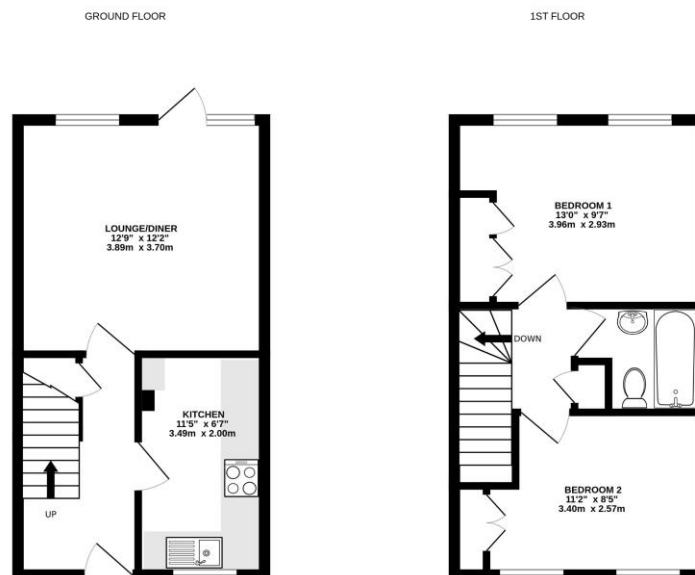 GROUND FLOOR
1ST FLOOR
LOUNGE/DINER
12'9" x 12'2"
3.89m x 3.70m
BEDROOM 1
13'0" x 9'7"
3.96m x 2.93m
DOWN
KITCHEN
11'5" x 6'7"
3.49m x 2.00m
UP
BEDROOM 2
11'2" x 8'5"
3.40m x 2.57m